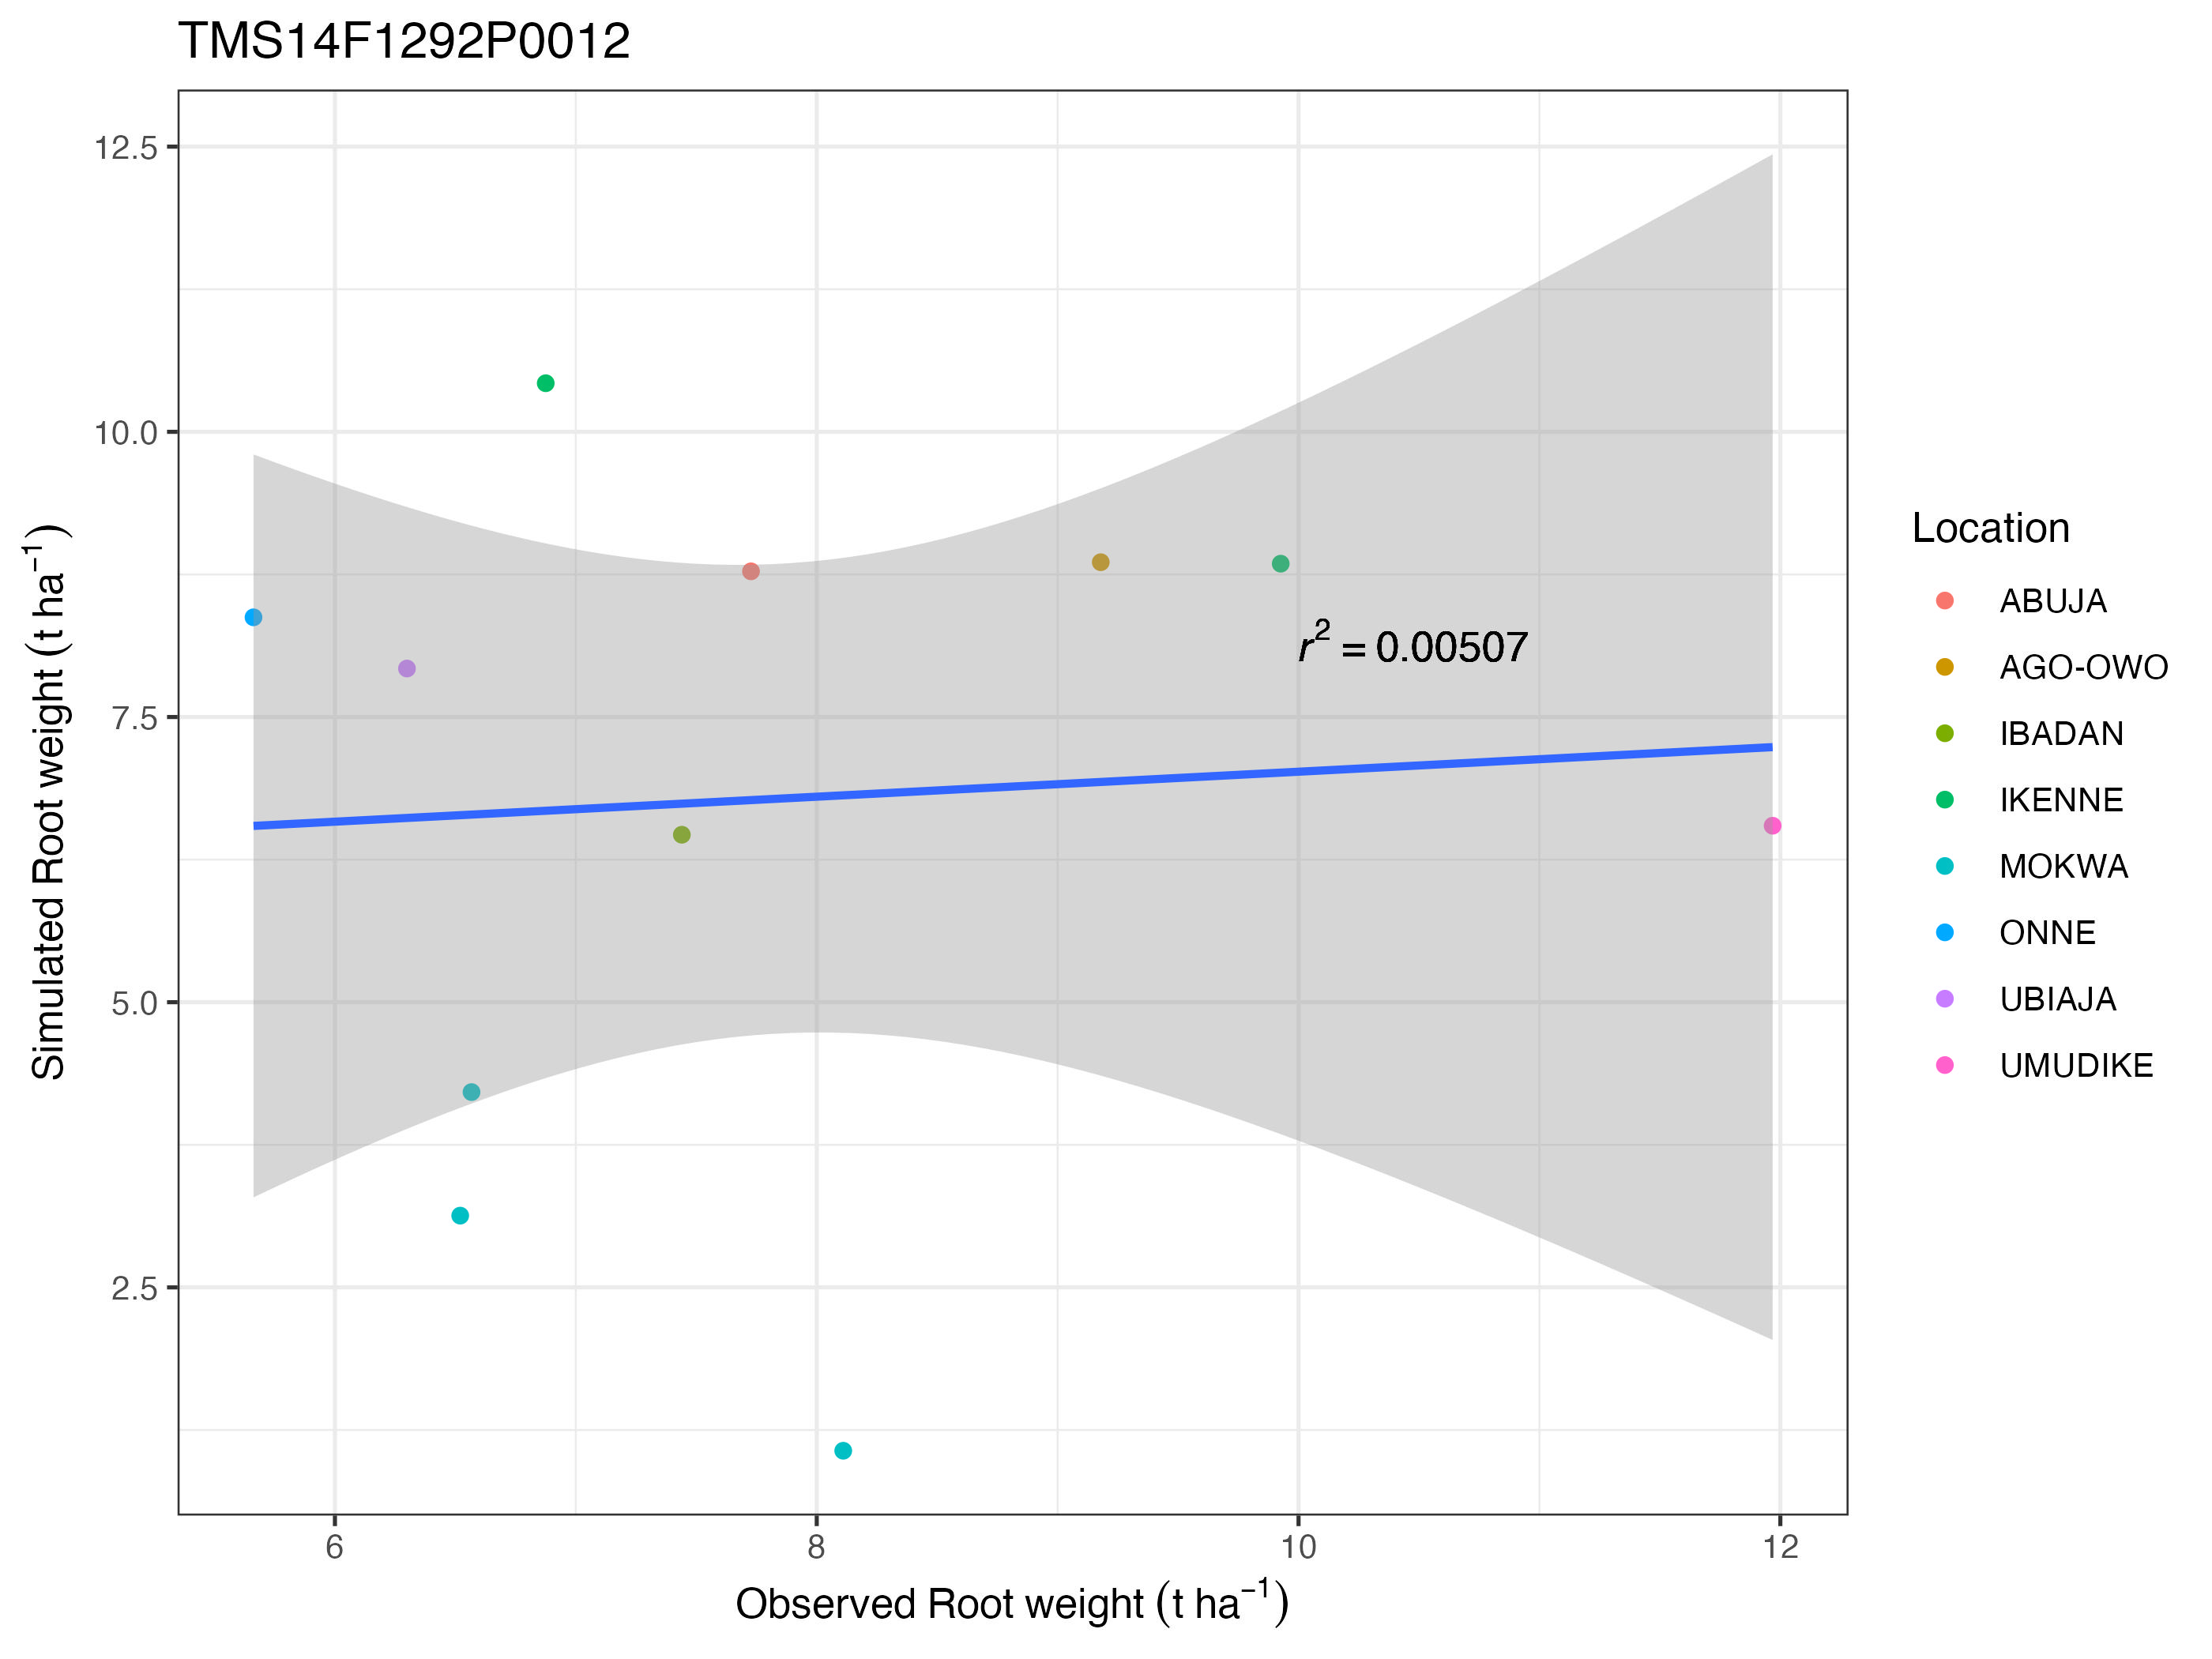 TMS14F1292P0012
12.5
10.0
7.5
5.0
2.5
Simulated Root weight (t ha⁻¹)
r² = 0.00507
6 8 10 12
Observed Root weight (t ha⁻¹)
Location
ABUJA
AGO-OWO
IBADAN
IKENNE
MOKWA
ONNE
UBIAJA
UMUDIKE